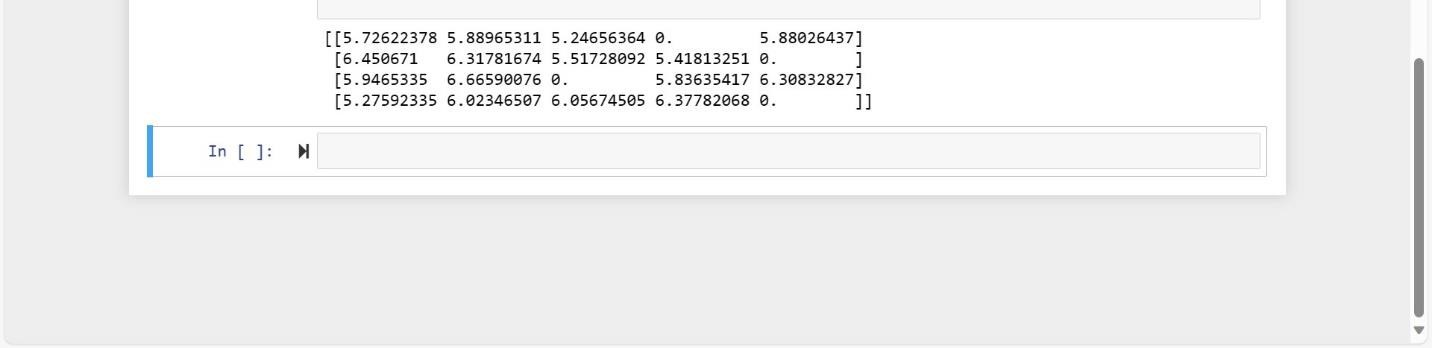 [[5.72622378 5.88965311 5.24656364 0.         5.88026437]
 [6.450671   6.31781674 5.51728092 5.41813251 0.        ]
 [5.9465335  6.66590076 0.         5.83635417 6.30832827]
 [5.27592335 6.02346507 6.05674505 6.37782068 0.        ]]
In [ ]: